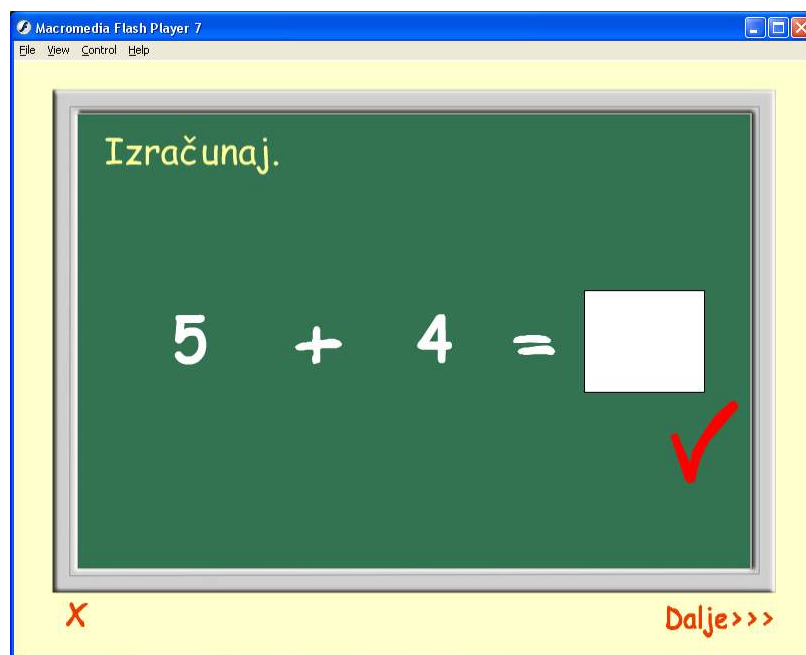 Macromedia Flash Player 7
File View Control Help
Izračunaj.
5 + 4 =
X
Dalje>>>